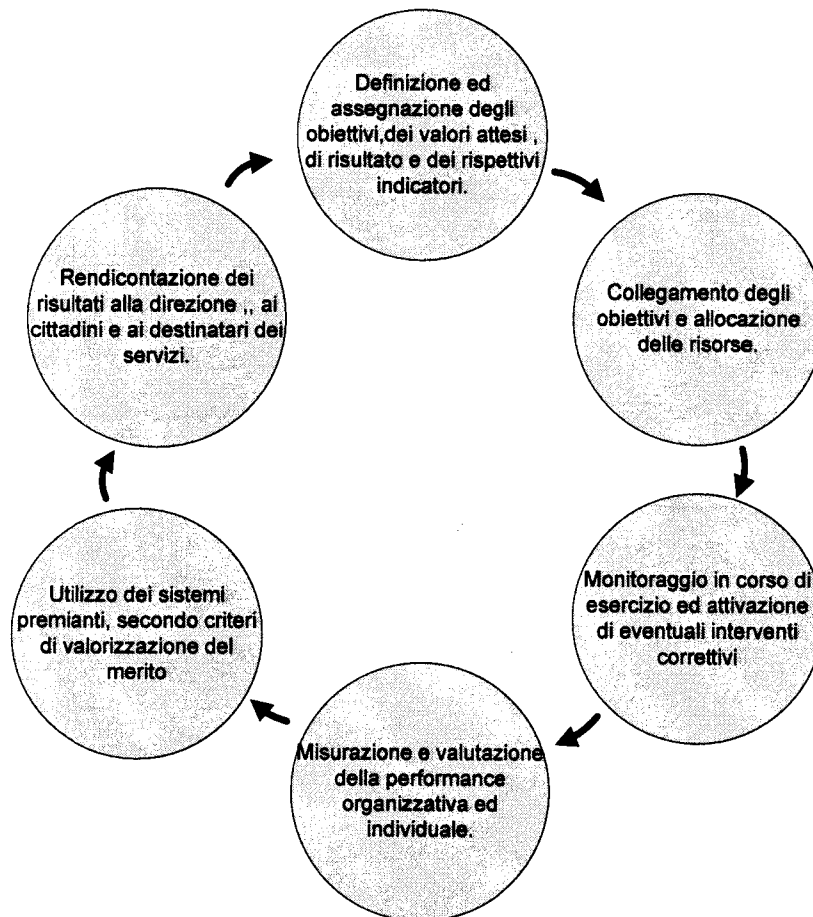 Definizione ed
assegnazione degli
obiettivi,dei valori attesi ,
di risultato e dei rispettivi
indicatori.
Collegamento degli
obiettivi e allocazione
delle risorse.
Monitoraggio in corso di
esercizio ed attivazione
di eventuali interventi
correttivi
Misurazione e valutazione
della performance
organizzativa ed
individuale.
Utilizzo dei sistemi
premianti, secondo criteri
di valorizzazione del
merito
Rendicontazione dei
risultati alla direzione ,, ai
cittadini e ai destinatari dei
servizi.